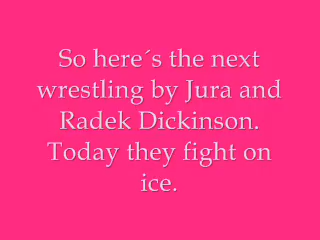 So here´s the next
wrestling by Jura and
Radek Dickinson.
Today they fight on
ice.